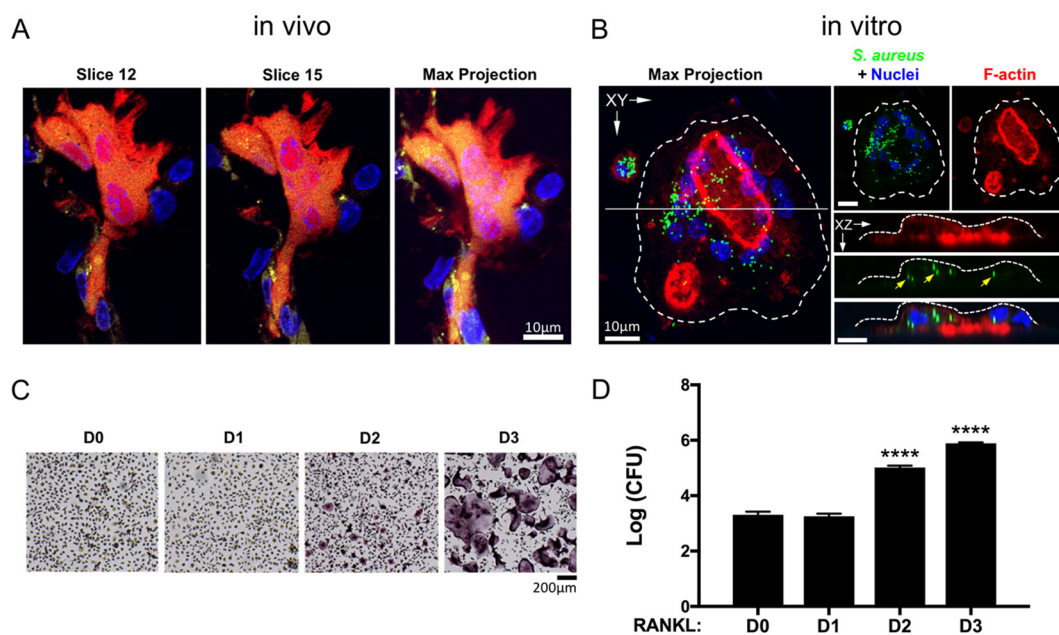 A
in vivo
Slice 12
Slice 15
Max Projection
10μm
B
in vitro
S. aureus
+ Nuclei
F-actin
Max Projection
XY
XZ
10μm
C
D0
D1
D2
D3
200μm
D
Log (CFU)
8
6
4
2
0
****
****
RANKL: D0 D1 D2 D3